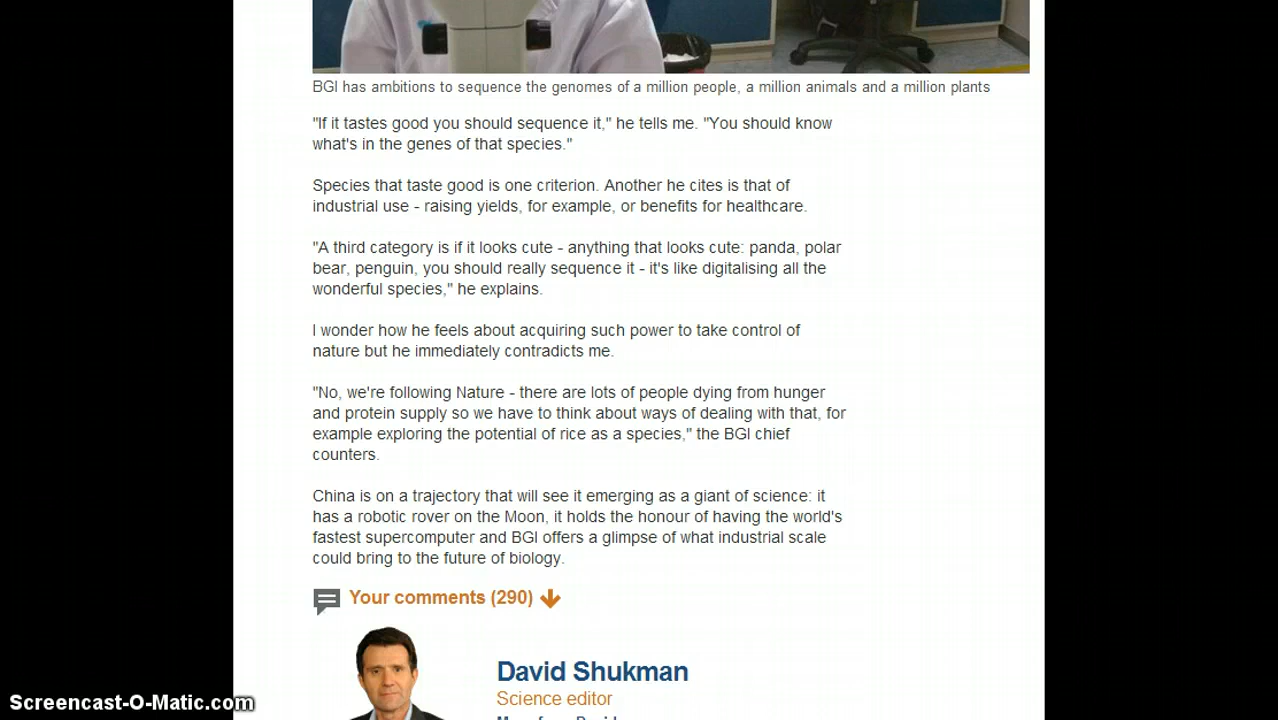 BGI has ambitions to sequence the genomes of a million people, a million animals and a million plants
"If it tastes good you should sequence it," he tells me. "You should know
what's in the genes of that species."
Species that taste good is one criterion. Another he cites is that of
industrial use - raising yields, for example, or benefits for healthcare.
"A third category is if it looks cute - anything that looks cute: panda, polar
bear, penguin, you should really sequence it - it's like digitalising all the
wonderful species," he explains.
I wonder how he feels about acquiring such power to take control of
nature but he immediately contradicts me.
"No, we're following Nature - there are lots of people dying from hunger
and protein supply so we have to think about ways of dealing with that, for
example exploring the potential of rice as a species," the BGI chief
counters.
China is on a trajectory that will see it emerging as a giant of science: it
has a robotic rover on the Moon, it holds the honour of having the world's
fastest supercomputer and BGI offers a glimpse of what industrial scale
could bring to the future of biology.
Your comments (290)
David Shukman
Science editor
Screencast-O-Matic.com